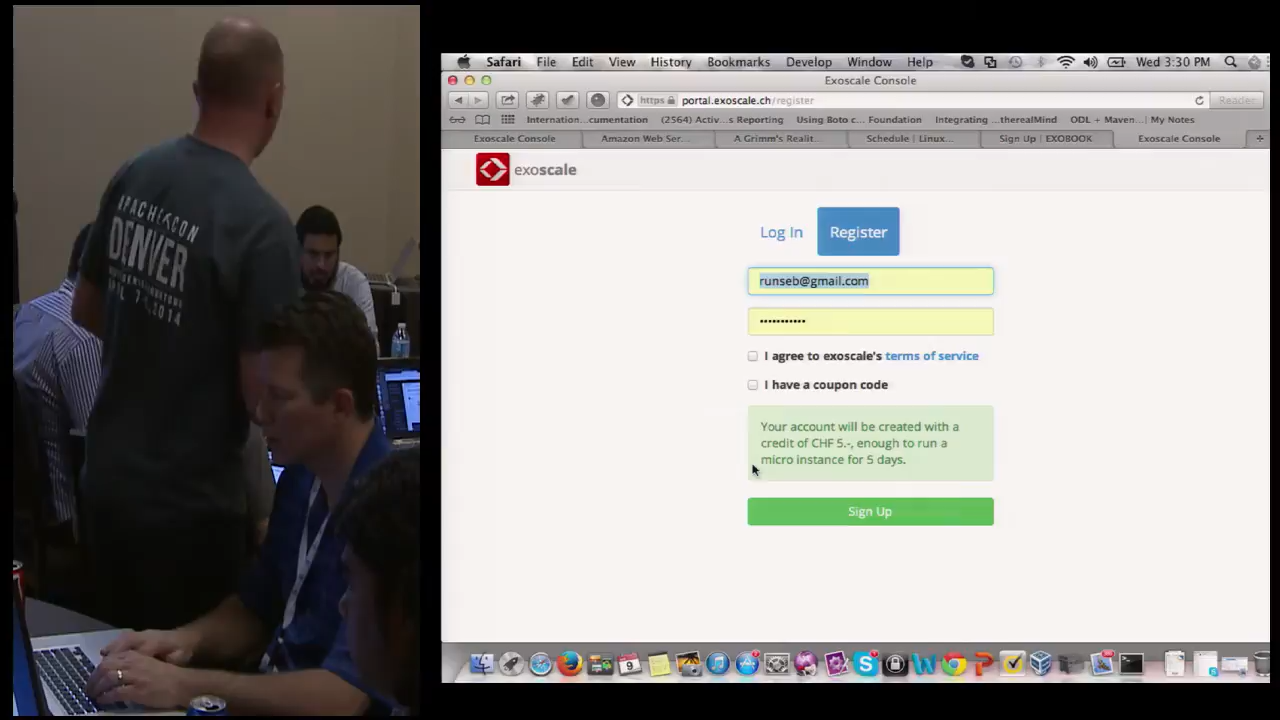 APACHECON
DENVER
Safari File Edit View History Bookmarks Develop Window Help Wed 3:30 PM
Exoscale Console
https portal.exoscale.ch/register Reader
Internation...cumentation (2564) Activ...s Reporting Using Boto c... Foundation Integrating ...therealMind ODL + Maven... My Notes
Exoscale Console Amazon Web Ser... A Grimm's Realit... Schedule | Linux... Sign Up | EXOBOOK Exoscale Console
exoscale
Log In Register
runseb@gmail.com
•••••••••••
I agree to exoscale's terms of service
I have a coupon code
Your account will be created with a
credit of CHF 5.-, enough to run a
micro instance for 5 days.
Sign Up